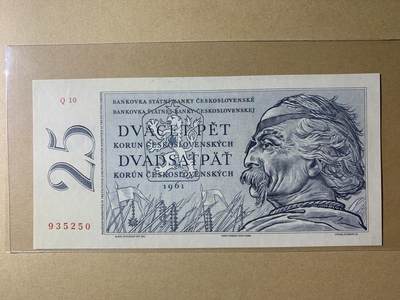 Q 10
BANKOVKA STÁTNÍ BANKY ČESKOSLOVENSKÉ
BANKOVKA ŠTÁTNEJ BANKY ČESKOSLOVENSKEJ
25
DVACET PĚT
KORUN ČESKOSLOVENSKÝCH
DVADSAŤPÄŤ
KORÚN ČESKOSLOVENSKÝCH
1961
935250